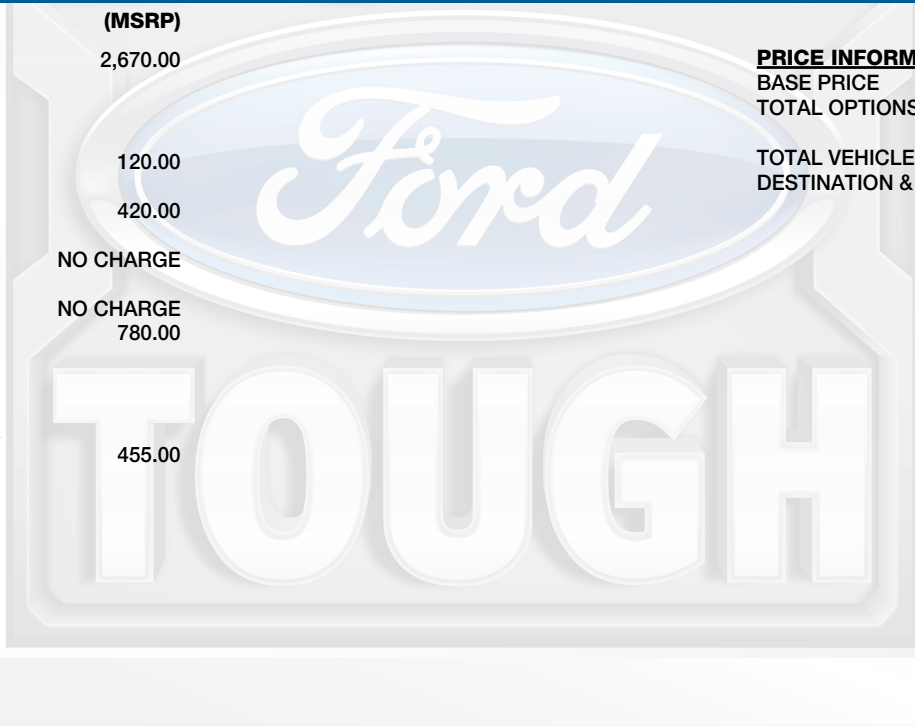 (MSRP)
2,670.00
120.00
420.00
NO CHARGE
NO CHARGE
780.00
455.00
PRICE INFORM
BASE PRICE
TOTAL OPTIONS
TOTAL VEHICLE
DESTINATION &
Ford
TOUGH